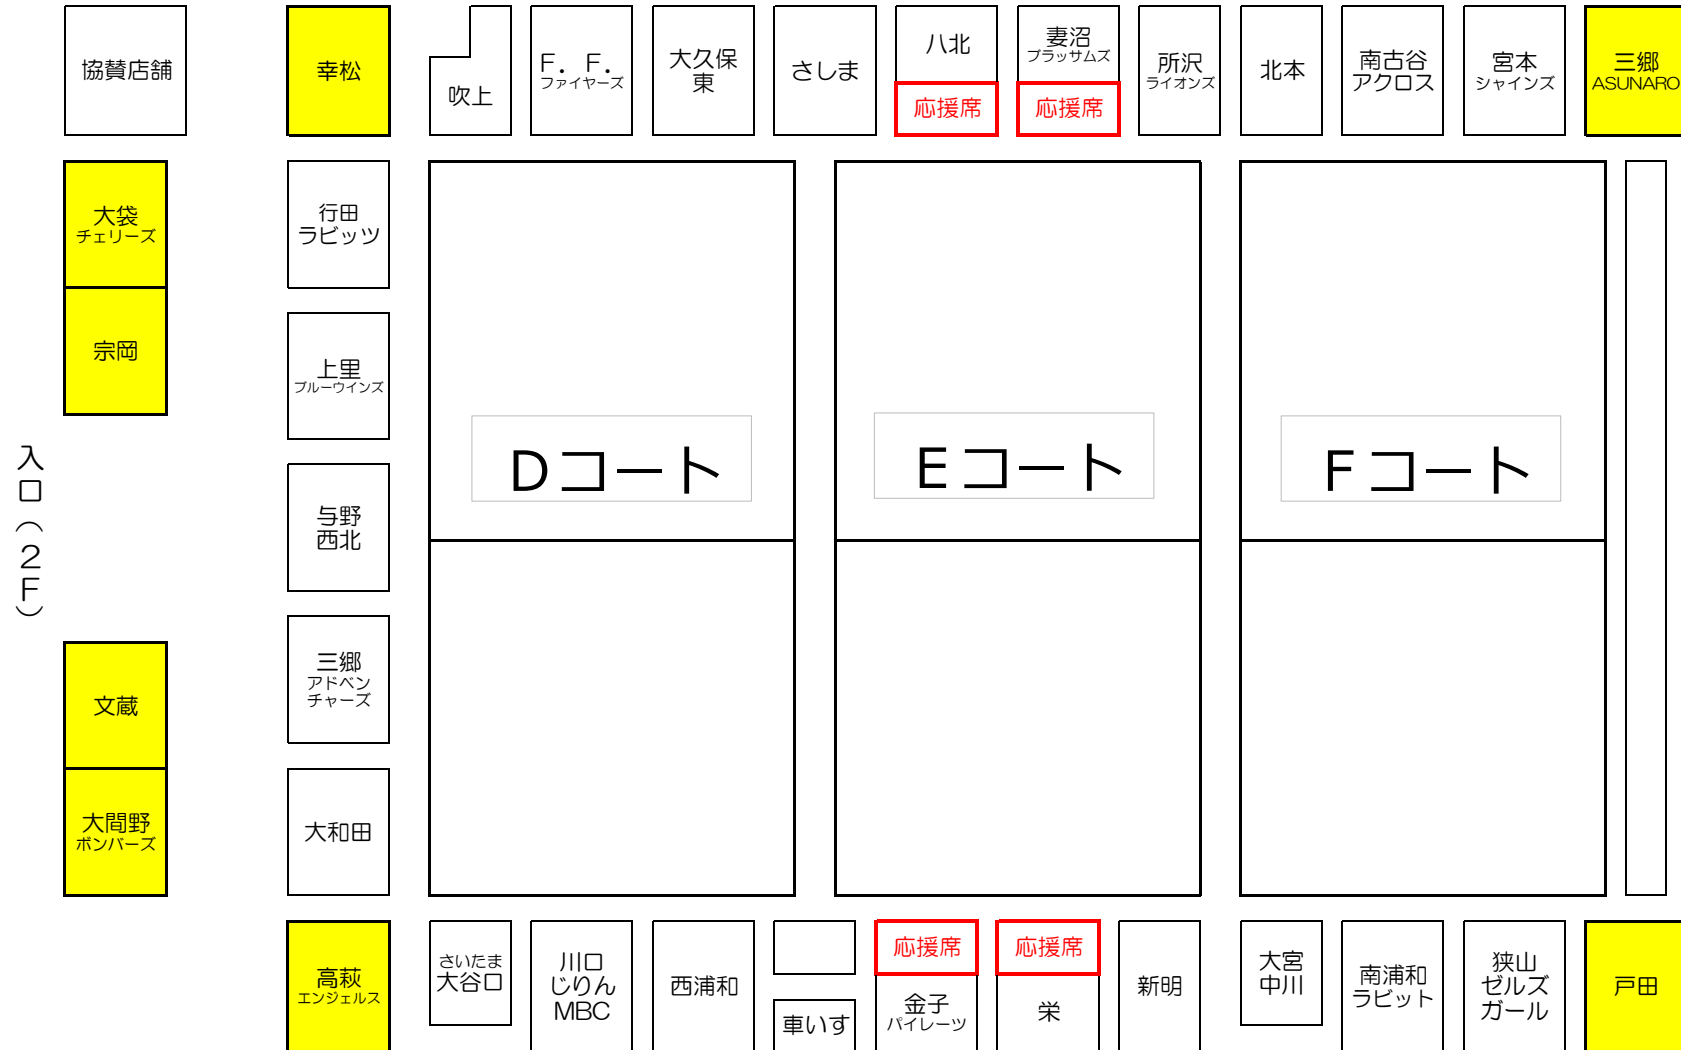 協賛店舗
幸松
吹上
F．F．
ファイヤーズ
大久保
東
さしま
八北
応援席
妻沼
ブラッサムズ
応援席
所沢
ライオンズ
北本
南古谷
アクロス
宮本
シャインズ
三郷
ASUNARO
大袋
チェリーズ
宗岡
入口（2F）
文蔵
大間野
ボンバーズ
行田
ラビッツ
上里
ブルーウインズ
与野
西北
三郷
アドベン
チャーズ
大和田
Dコート
Eコート
Fコート
高萩
エンジェルス
さいたま
大谷口
川口
じりん
MBC
西浦和
車いす
応援席
金子
パイレーツ
応援席
栄
新明
大宮
中川
南浦和
ラビット
狭山
ゼルズ
ガール
戸田